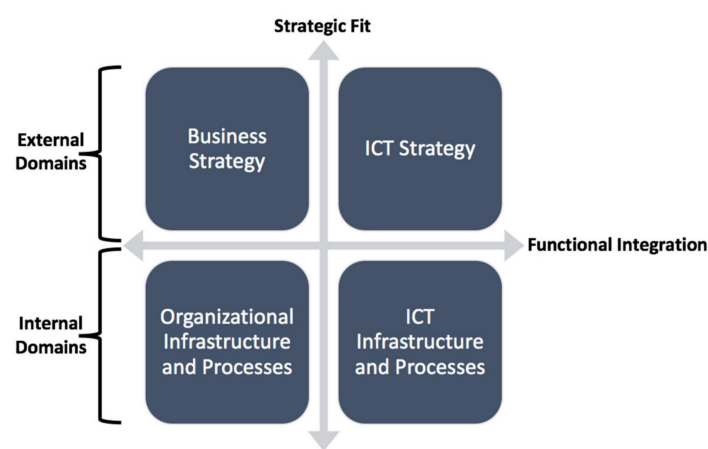 Strategic Fit
External
Domains
Business
Strategy
ICT Strategy
Functional Integration
Internal
Domains
Organizational
Infrastructure
and Processes
ICT
Infrastructure
and Processes